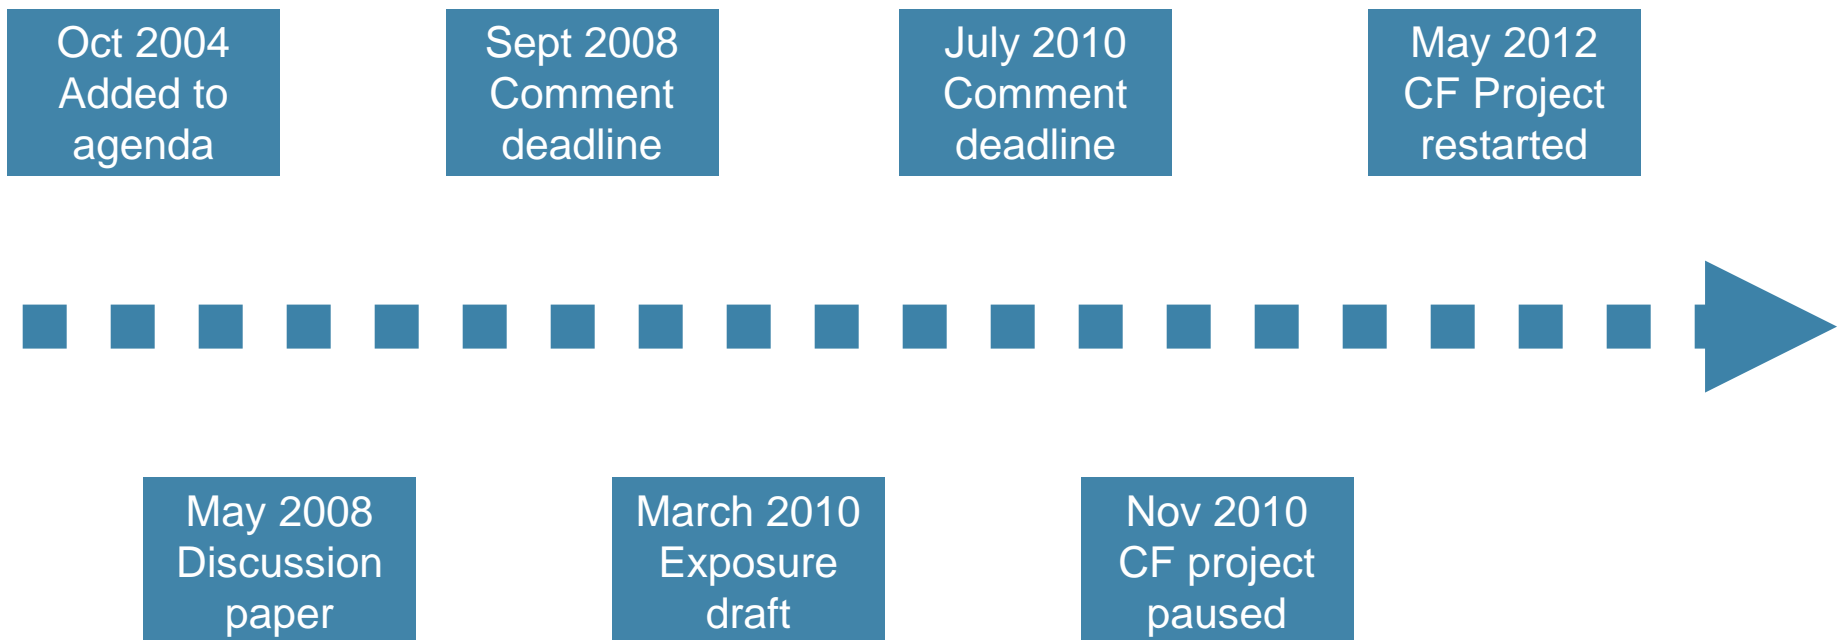 Oct 2004
Added to
agenda
Sept 2008
Comment
deadline
July 2010
Comment
deadline
May 2012
CF Project
restarted
May 2008
Discussion
paper
March 2010
Exposure
draft
Nov 2010
CF project
paused